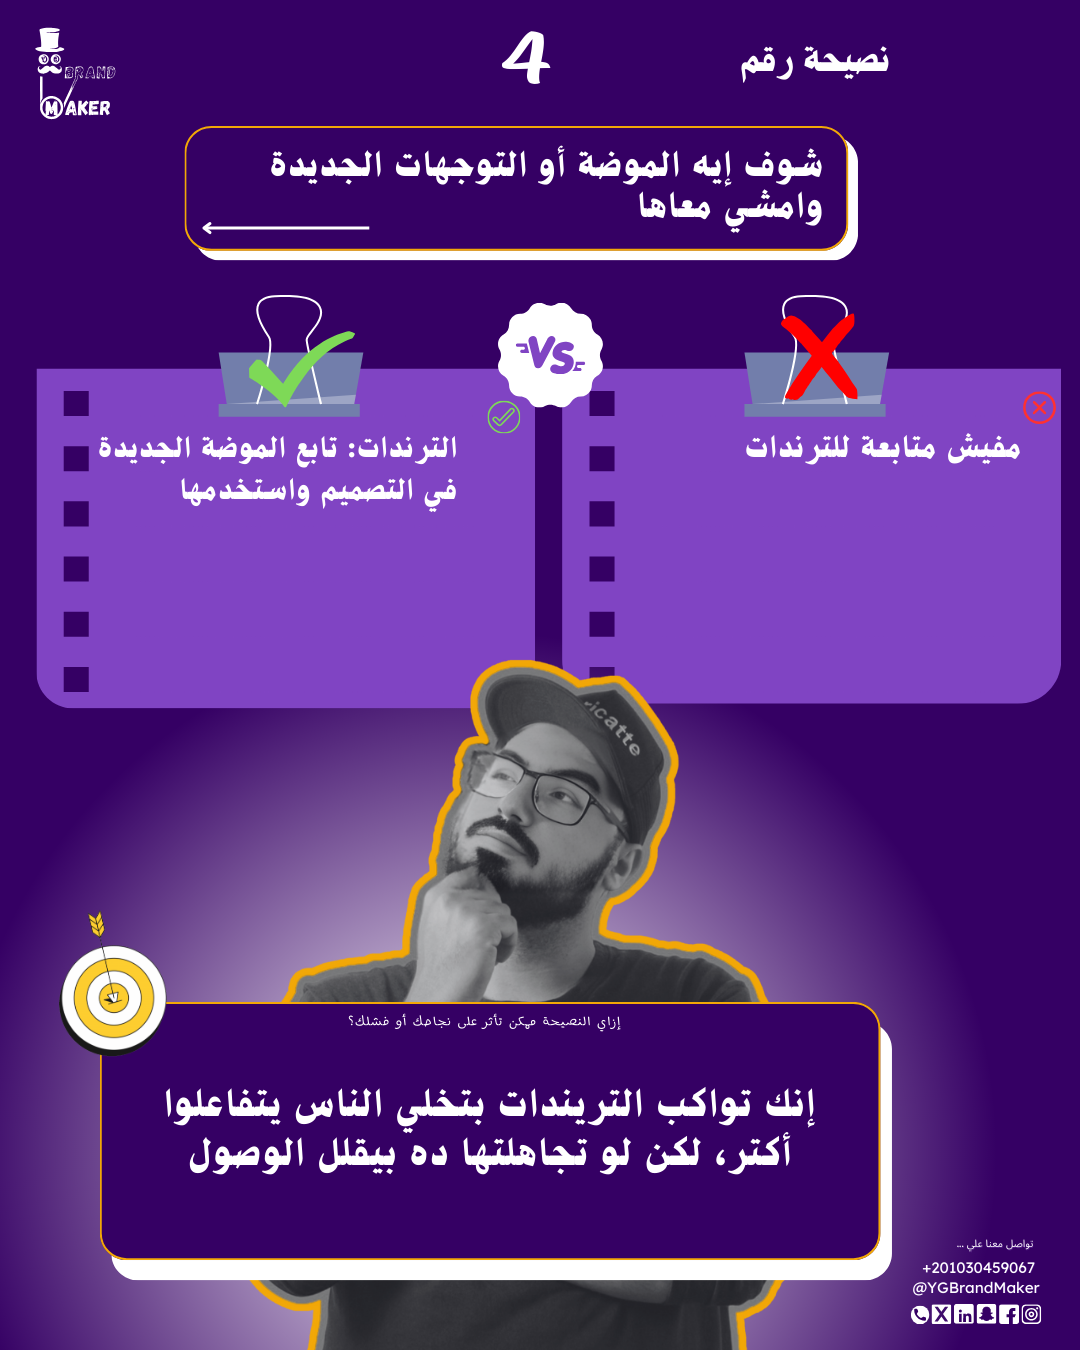 BRAND
MAKER
نصيحة رقم
4
شوف إيه الموضة أو التوجهات الجديدة
وامشي معاها
VS
مفيش متابعة للترندات
الترندات: تابع الموضة الجديدة
في التصميم واستخدمها
icatte
إزاي النصيحة ممكن تأثر على نجاحك أو فشلك؟
إنك تواكب التريندات بتخلي الناس يتفاعلوا
أكتر، لكن لو تجاهلتها ده بيقلل الوصول
تواصل معنا علي ...
+201030459067
@YGBrandMaker